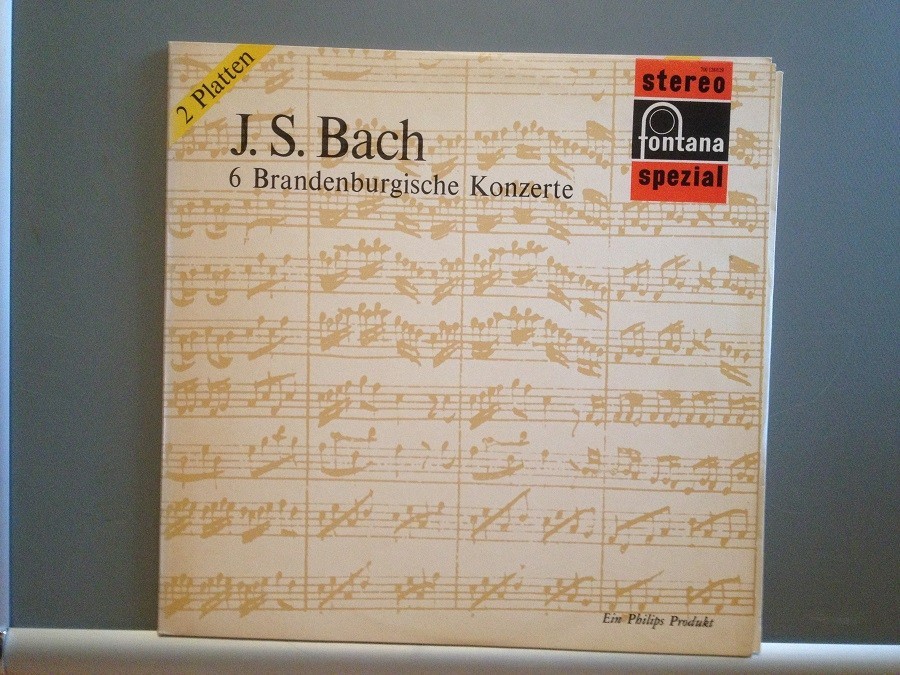 2 Platten
J. S. Bach
6 Brandenburgische Konzerte
stereo
fontana
spezial
Ein Philips Produkt